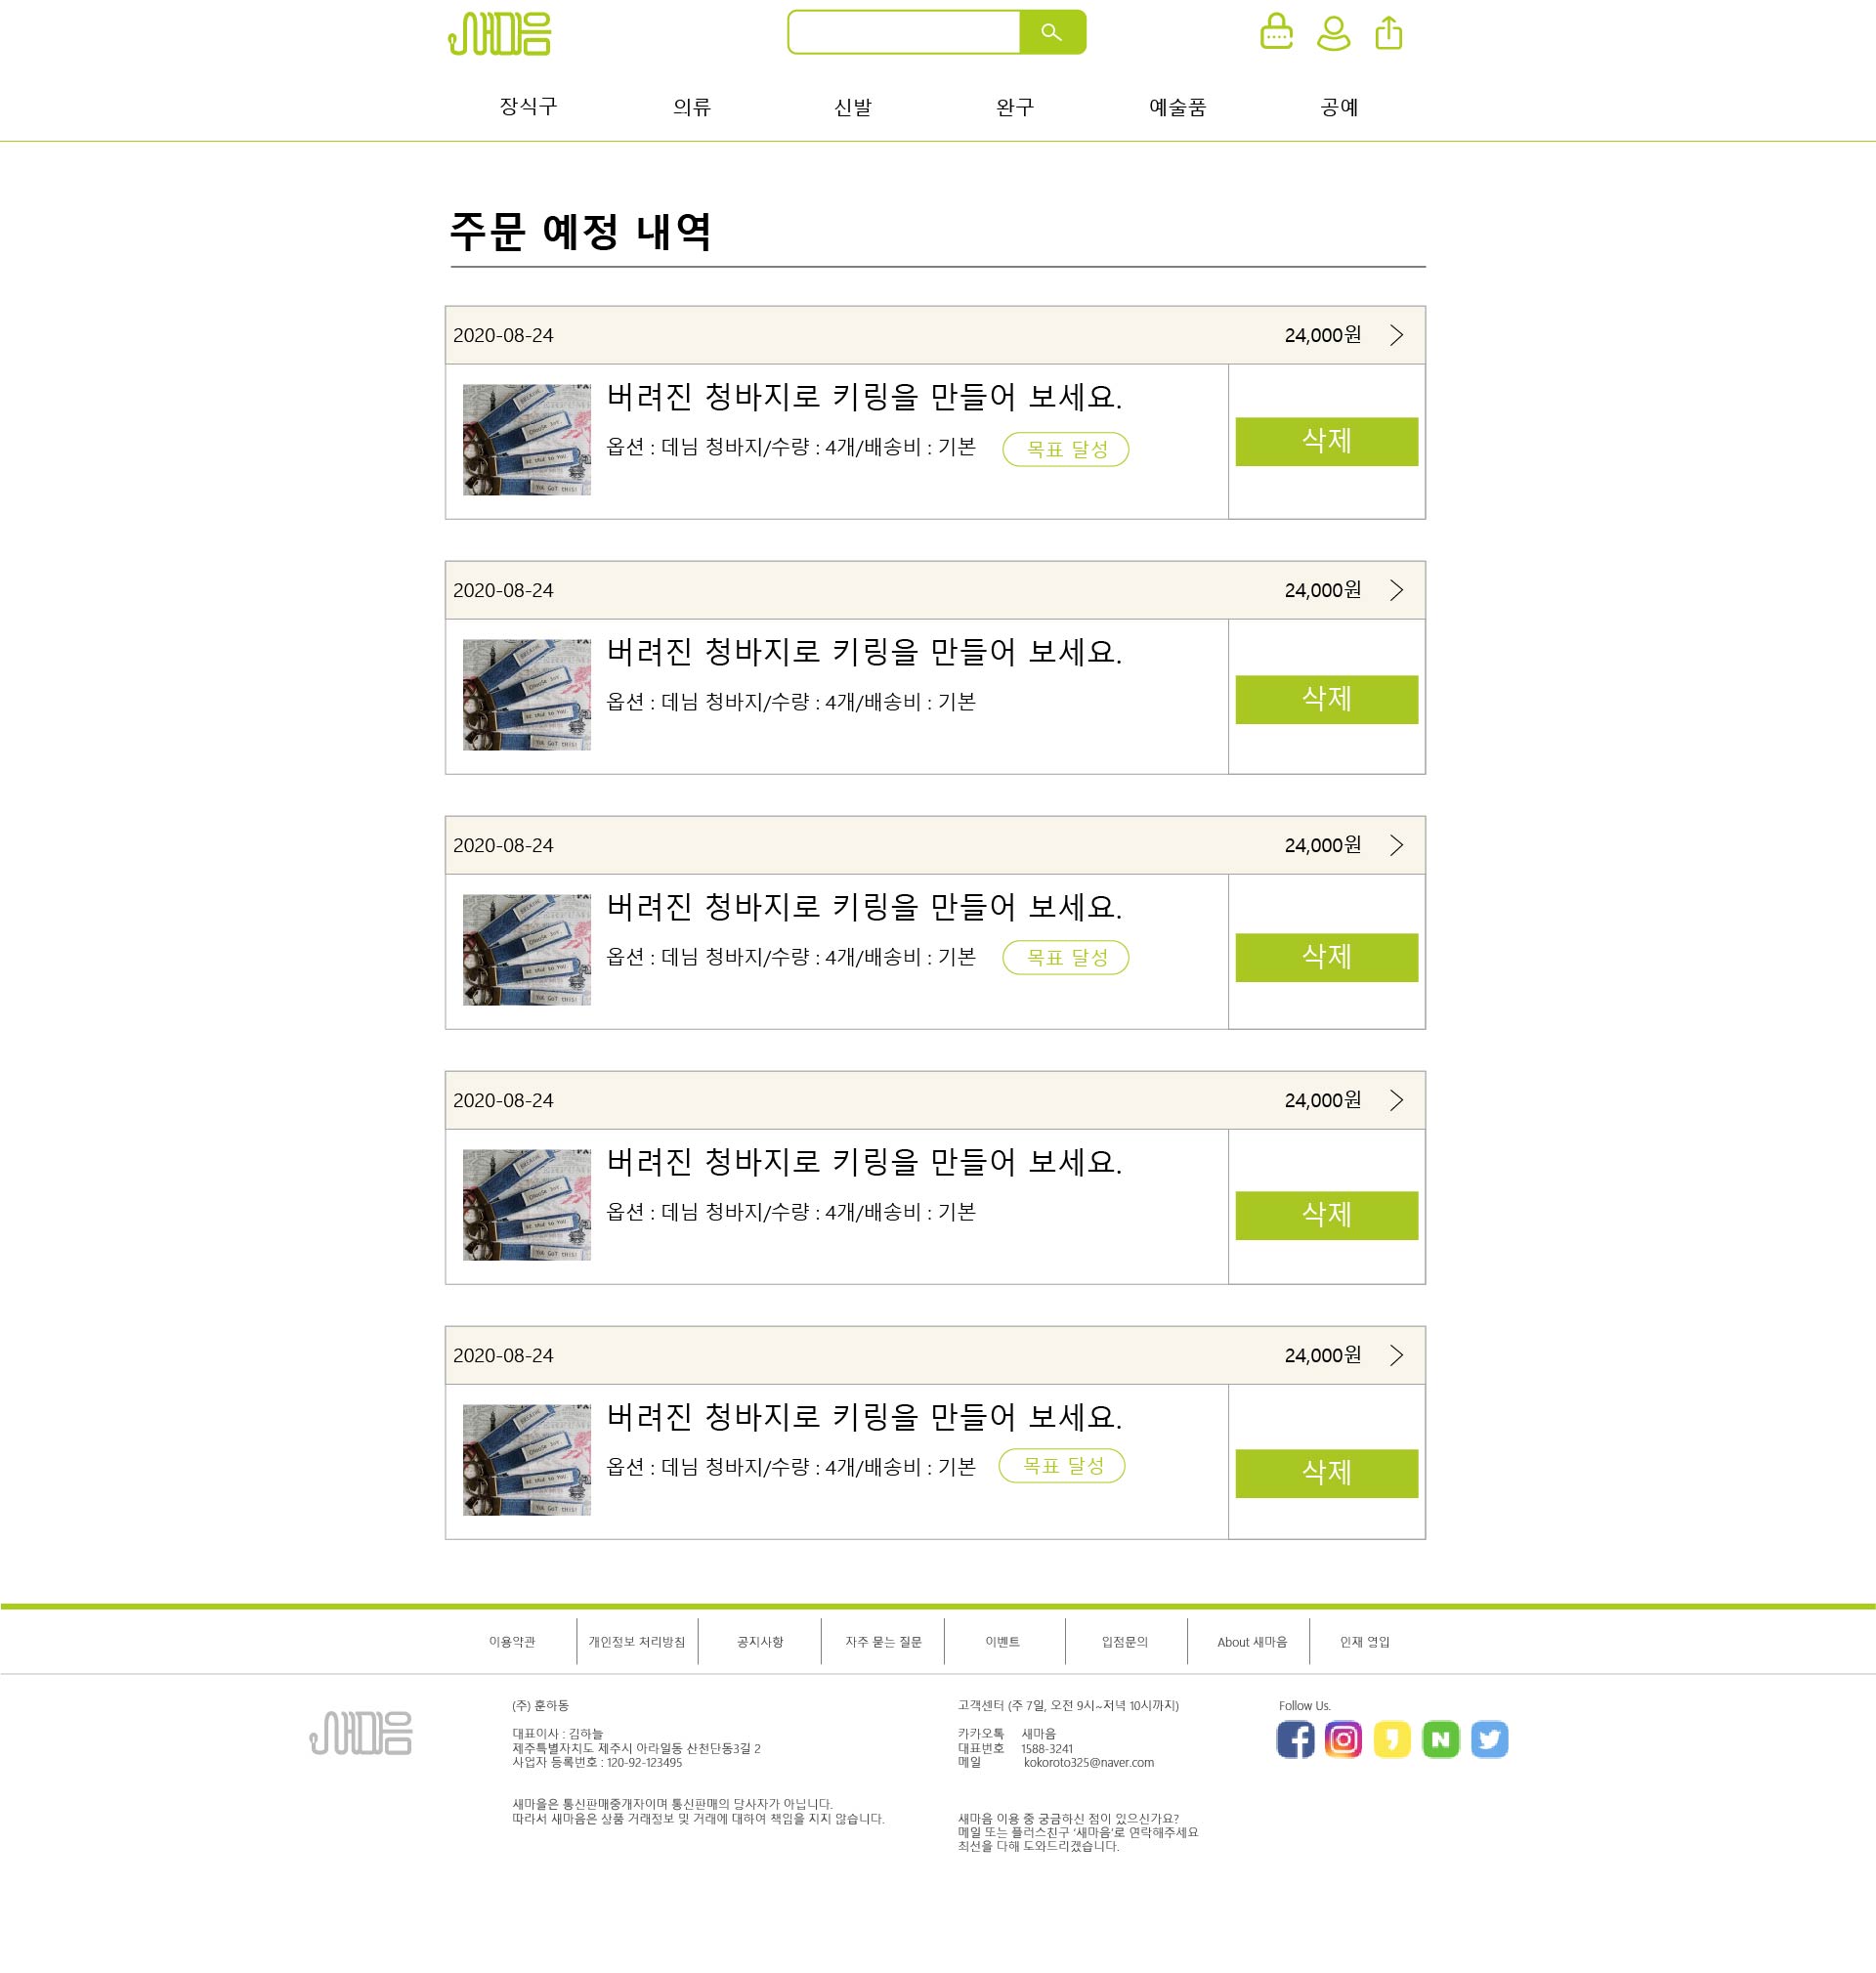 새마음
장식구 의류 신발 완구 예술품 공예
주문 예정 내역
2020-08-24 24,000원
버려진 청바지로 키링을 만들어 보세요.
옵션 : 데님 청바지/수량 : 4개/배송비 : 기본 목표 달성
삭제
2020-08-24 24,000원
버려진 청바지로 키링을 만들어 보세요.
옵션 : 데님 청바지/수량 : 4개/배송비 : 기본
삭제
2020-08-24 24,000원
버려진 청바지로 키링을 만들어 보세요.
옵션 : 데님 청바지/수량 : 4개/배송비 : 기본 목표 달성
삭제
2020-08-24 24,000원
버려진 청바지로 키링을 만들어 보세요.
옵션 : 데님 청바지/수량 : 4개/배송비 : 기본
삭제
2020-08-24 24,000원
버려진 청바지로 키링을 만들어 보세요.
옵션 : 데님 청바지/수량 : 4개/배송비 : 기본 목표 달성
삭제
이용약관 개인정보 처리방침 공지사항 자주 묻는 질문 이벤트 입점문의 About 새마음 인재 영입
새마음
(주) 훈하동
대표이사 : 김하늘
제주특별자치도 제주시 아라일동 산천단동3길 2
사업자 등록번호 : 120-92-123495
새마을은 통신판매중개자이며 통신판매의 당사자가 아닙니다.
따라서 새마음은 상품 거래정보 및 거래에 대하여 책임을 지지 않습니다.
고객센터 (주 7일, 오전 9시~저녁 10시까지)
카카오톡 새마음
대표번호 1588-3241
메일 kokoroto325@naver.com
새마음 이용 중 궁금하신 점이 있으신가요?
메일 또는 플러스친구 '새마음'로 연락해주세요
최선을 다해 도와드리겠습니다.
Follow Us.